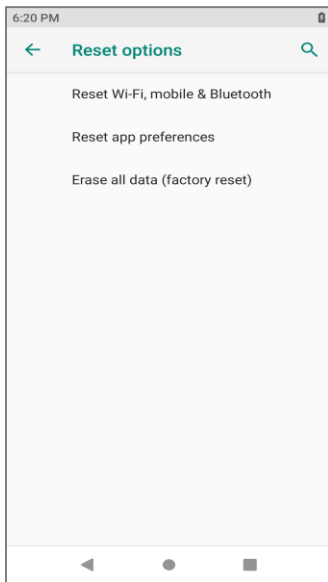 6:20 PM
Reset options
Reset Wi-Fi, mobile & Bluetooth
Reset app preferences
Erase all data (factory reset)